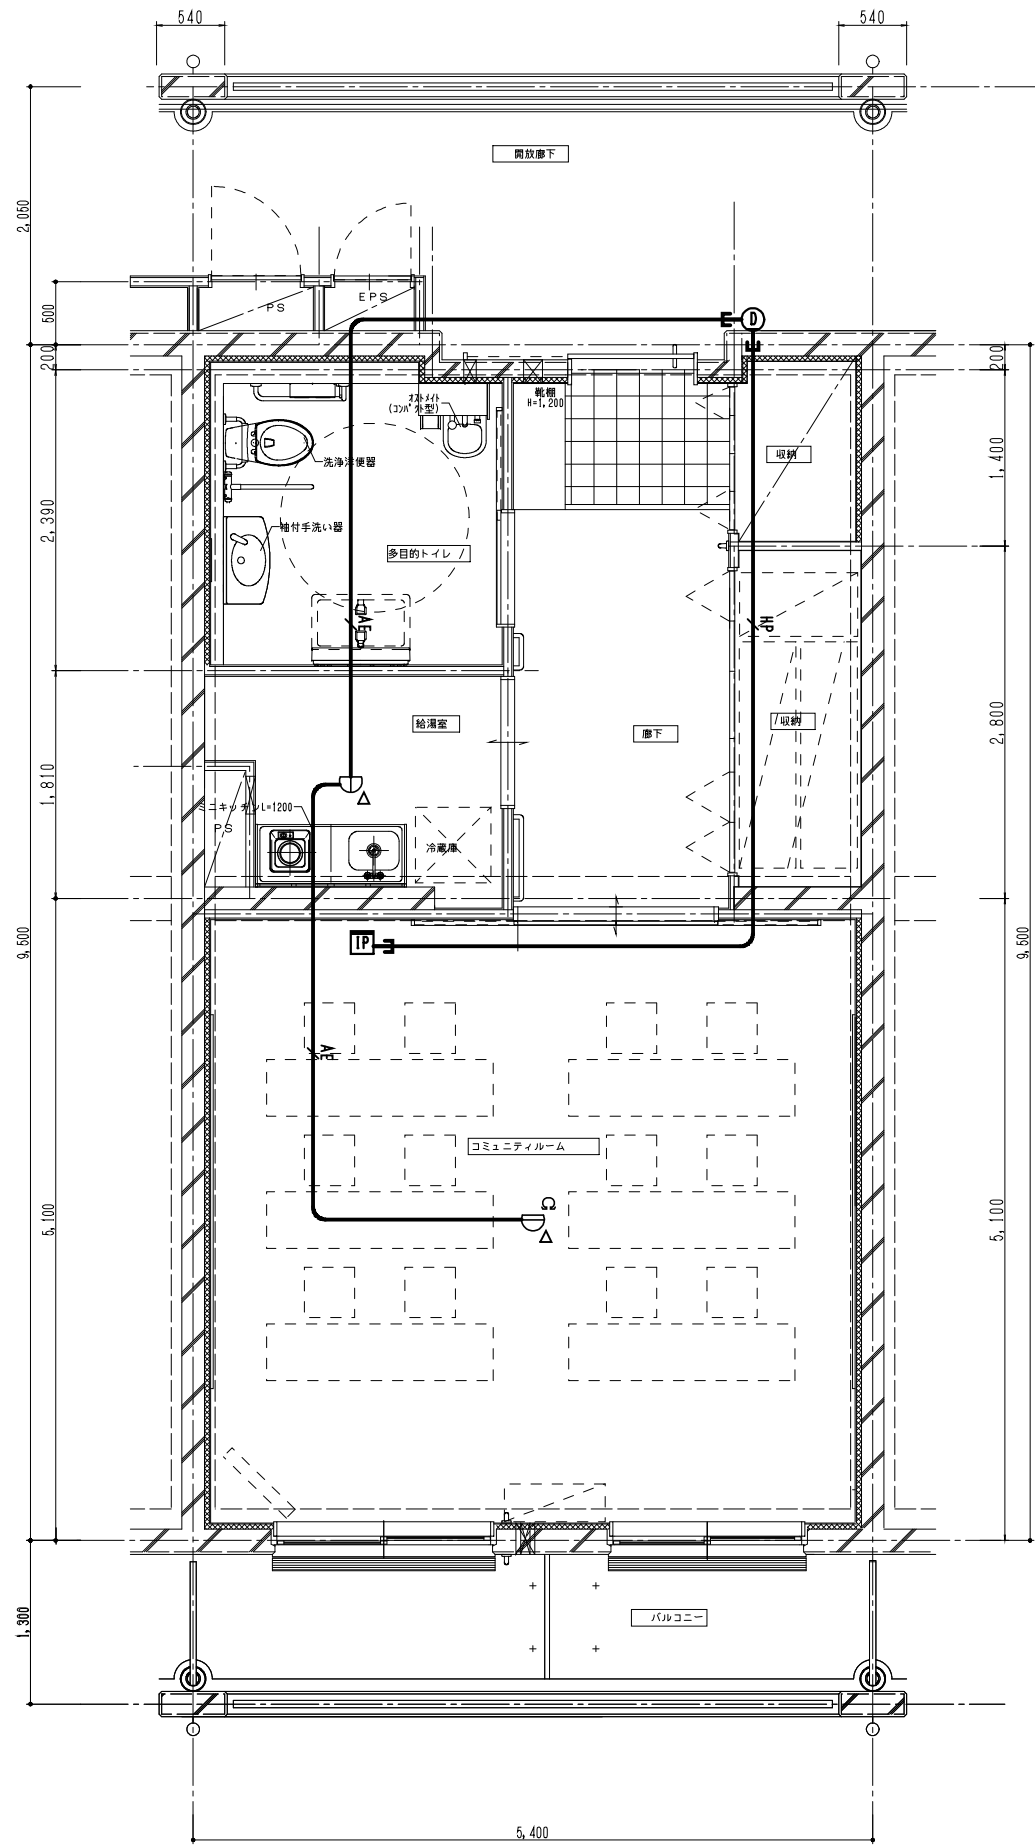 540
540
開放廊下
2,050
PS
EPS
500
D
200
200
靴棚
H=1,200
オストメイト
(コンパクト型)
収納
1,400
洗浄洋便器
2,390
袖付手洗い器
多目的トイレ
AE
HP
給湯室
廊下
収納
2,800
1,810
ミニキッチンL=1200
PS
冷蔵庫
9,500
IP
9,500
AE
コミュニティルーム
5,100
Ω
5,100
バルコニー
1,300
5,400